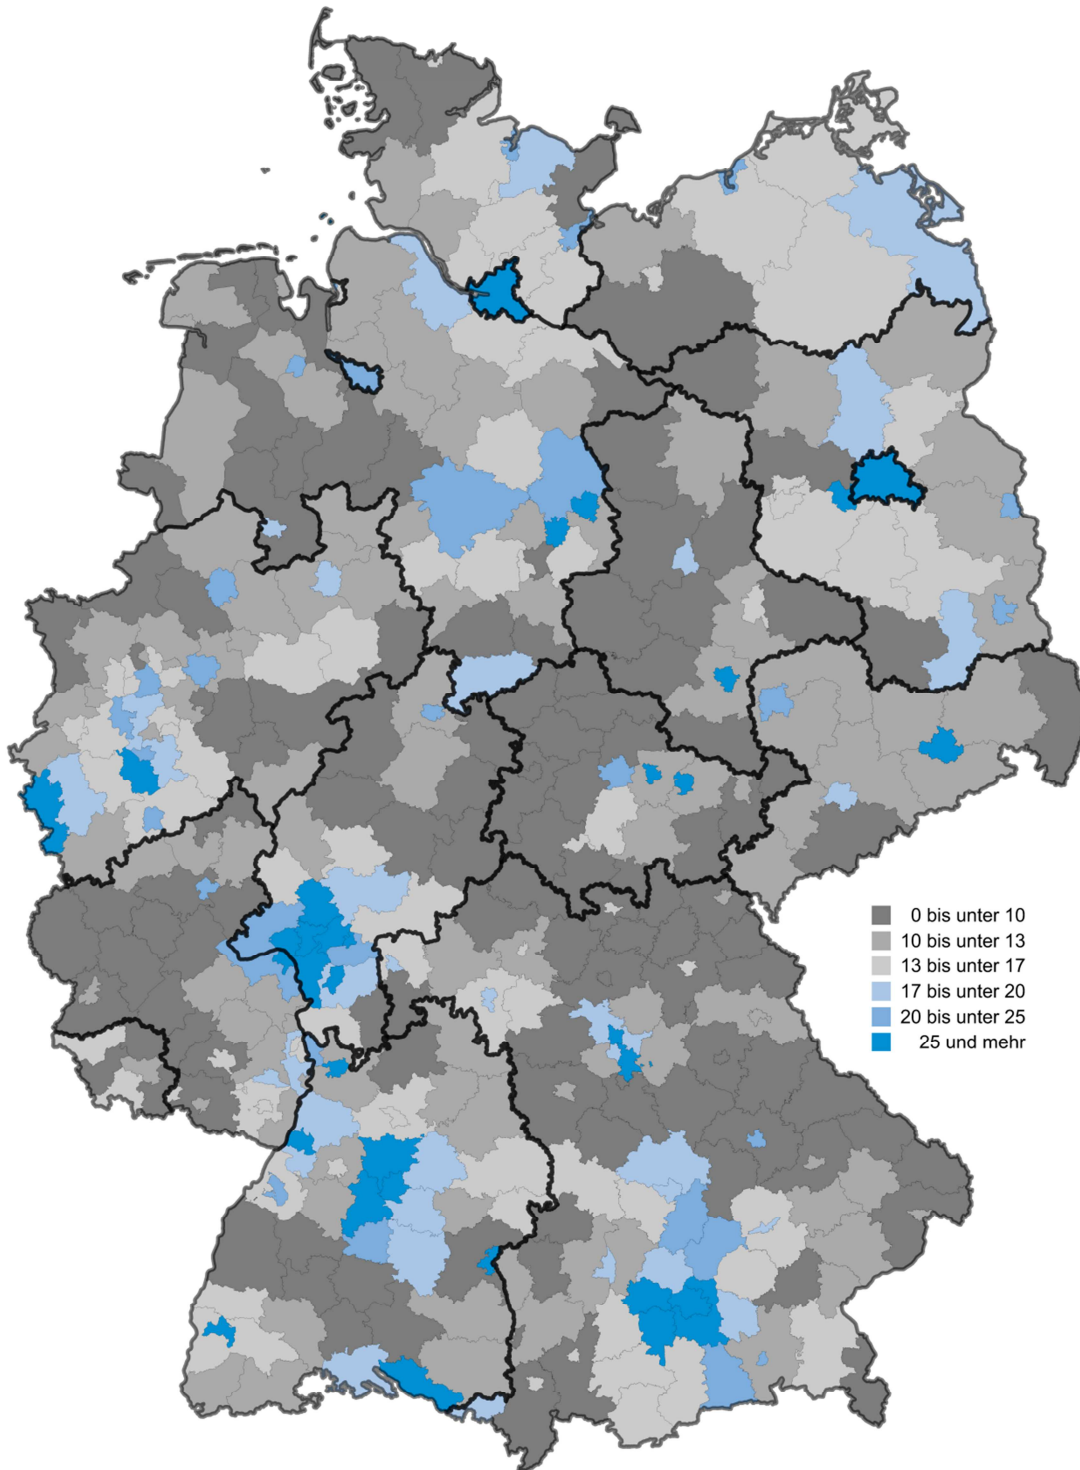 0 bis unter 10
10 bis unter 13
13 bis unter 17
17 bis unter 20
20 bis unter 25
25 und mehr